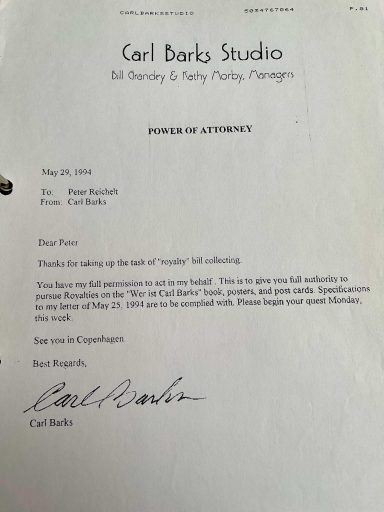 CARLBARKSSTUDIO 5034767064 P.01
Carl Barks Studio
Bill Grandey & Kathy Morby, Managers
POWER OF ATTORNEY
May 29, 1994
To: Peter Reichelt
From: Carl Barks
Dear Peter
Thanks for taking up the task of "royalty" bill collecting.
You have my full permission to act in my behalf . This is to give you full authority to
pursue Royalties on the "Wer ist Carl Barks" book, posters, and post cards. Specifications
to my letter of May 25, 1994 are to be complied with. Please begin your quest Monday,
this week.
See you in Copenhagen
Best Regards,
Carl Barks
Carl Barks